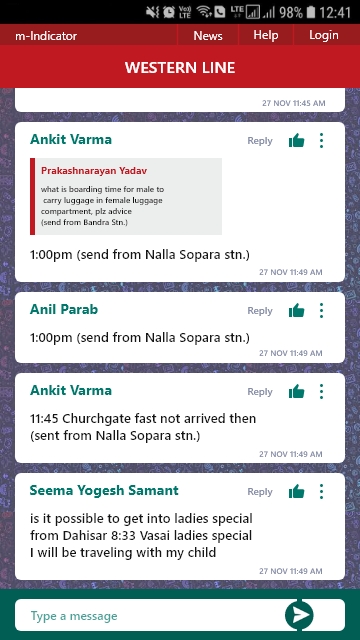 Vo))
LTE
LTE
98%
12:41
m-Indicator
News
Help
Login
WESTERN LINE
27 NOV 11:45 AM
Ankit Varma
Reply
Prakashnarayan Yadav
what is boarding time for male to
carry luggage in female luggage
compartment, plz advice
(send from Bandra Stn.)
1:00pm (send from Nalla Sopara stn.)
27 NOV 11:49 AM
Anil Parab
Reply
1:00pm (send from Nalla Sopara stn.)
27 NOV 11:49 AM
Ankit Varma
Reply
11:45 Churchgate fast not arrived then
(sent from Nalla Sopara stn.)
27 NOV 11:49 AM
Seema Yogesh Samant
Reply
is it possible to get into ladies special
from Dahisar 8:33 Vasai ladies special
I will be traveling with my child
27 NOV 11:49 AM
Type a message